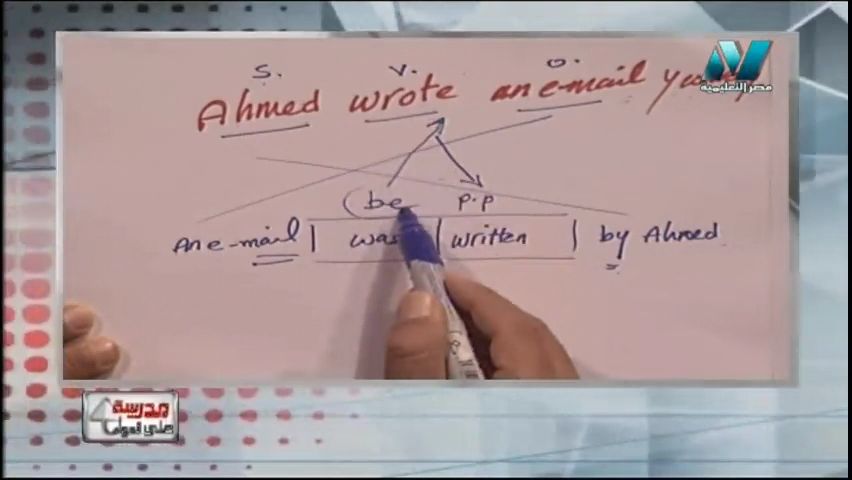 S. V. O.
Ahmed wrote an e-mail
مصر التعليمية
(be p.p
An e-mail | was | written | by Ahmed
مدرسة
على الهواء